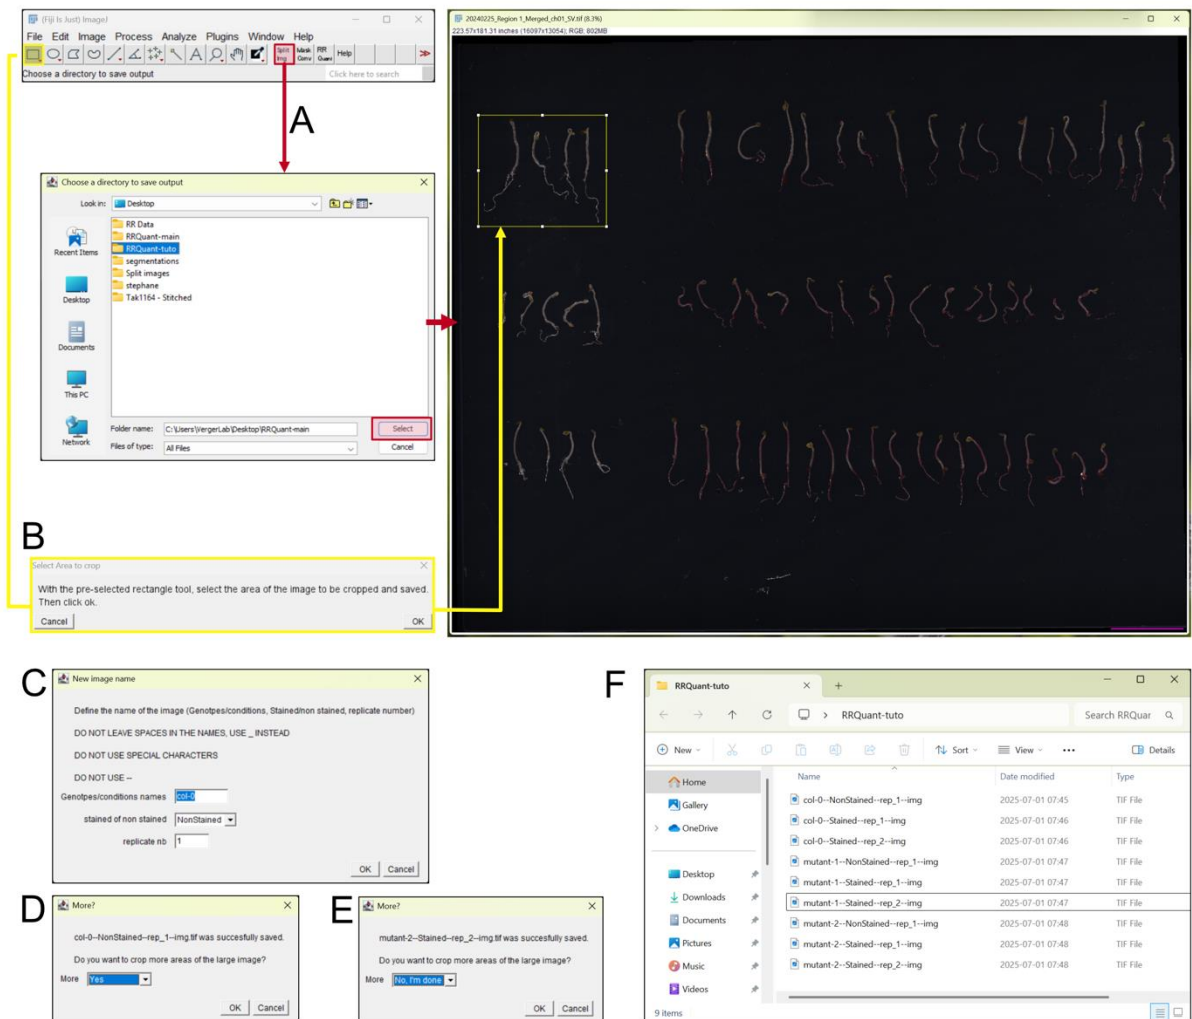 (Fiji Is Just) ImageJ
File Edit Image Process Analyze Plugins Window Help
Split Img
Mask Conv
RR Quant
Help
Choose a directory to save output
Click here to search
A
Choose a directory to save output
Look in:
Desktop
RR Data
RRQuant-main
RRQuant-tuto
segmentations
Split images
stephane
Tak1164 - Stitched
Recent Items
Desktop
Documents
This PC
Network
Folder name:
C:\Users\VergerLab\Desktop\RRQuant-main
Select
Files of type:
All Files
Cancel
20240225_Region 1_Merged_ch01_SV.tif (8.3%)
223.57x181.31 inches (16097x13054); RGB; 802MB
B
Select Area to crop
With the pre-selected rectangle tool, select the area of the image to be cropped and saved.
Then click ok.
Cancel
OK
C
New image name
Define the name of the image (Genotpes/conditions, Stained/non stained, replicate number)
DO NOT LEAVE SPACES IN THE NAMES, USE _ INSTEAD
DO NOT USE SPECIAL CHARACTERS
DO NOT USE --
Genotpes/conditions names
col-0
stained of non stained
NonStained
replicate nb
1
OK
Cancel
D
More?
col-0--NonStained--rep_1--img.tif was succesfully saved.
Do you want to crop more areas of the large image?
More
Yes
OK
Cancel
E
More?
mutant-2--Stained--rep_2--img.tif was succesfully saved.
Do you want to crop more areas of the large image?
More
No, I'm done
OK
Cancel
F
RRQuant-tuto
RRQuant-tuto
Search RRQuar
New
Sort
View
Details
Home
Gallery
OneDrive
Desktop
Downloads
Documents
Pictures
Music
Videos
Name Date modified Type
col-0--NonStained--rep_1--img 2025-07-01 07:45 TIF File
col-0--Stained--rep_1--img 2025-07-01 07:46 TIF File
col-0--Stained--rep_2--img 2025-07-01 07:46 TIF File
mutant-1--NonStained--rep_1--img 2025-07-01 07:47 TIF File
mutant-1--Stained--rep_1--img 2025-07-01 07:47 TIF File
mutant-1--Stained--rep_2--img 2025-07-01 07:47 TIF File
mutant-2--NonStained--rep_1--img 2025-07-01 07:48 TIF File
mutant-2--Stained--rep_1--img 2025-07-01 07:48 TIF File
mutant-2--Stained--rep_2--img 2025-07-01 07:48 TIF File
9 items